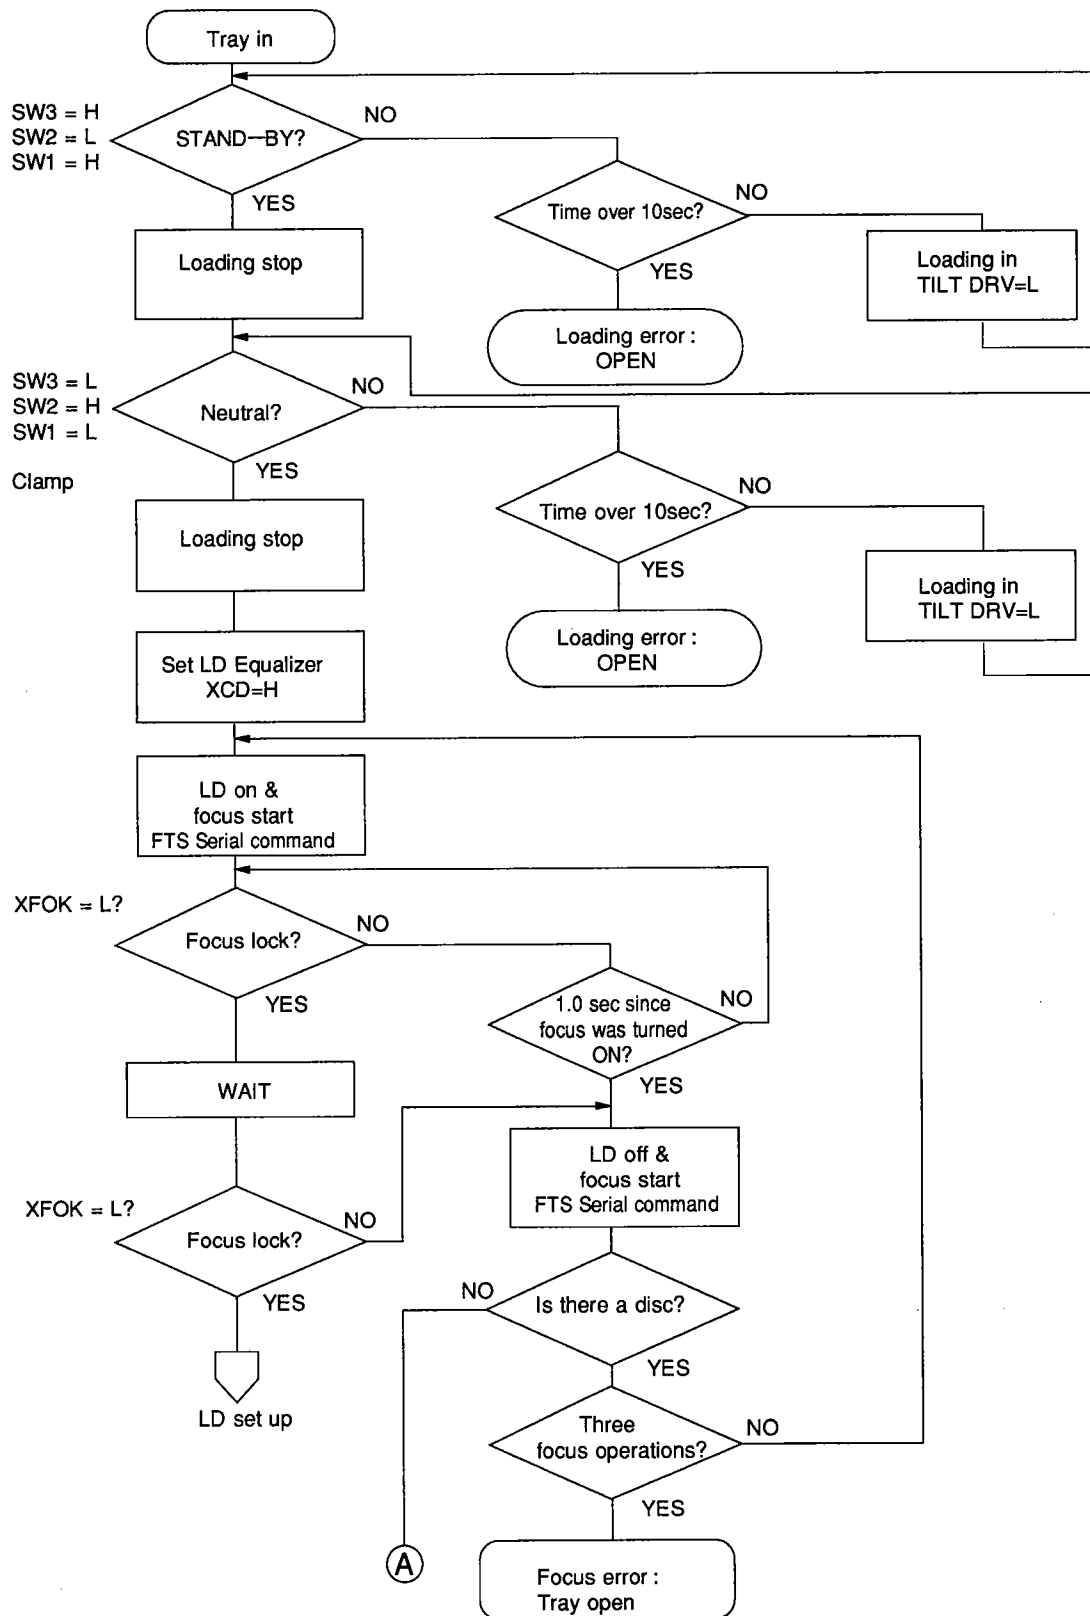 Tray in
SW3 = H
SW2 = L
SW1 = H
STAND—BY?
NO
YES
Time over 10sec?
NO
YES
Loading stop
Loading in
TILT DRV=L
Loading error :
OPEN
SW3 = L
SW2 = H
SW1 = L
Clamp
Neutral?
NO
YES
Time over 10sec?
NO
YES
Loading stop
Loading in
TILT DRV=L
Loading error :
OPEN
Set LD Equalizer
XCD=H
LD on &
focus start
FTS Serial command
XFOK = L?
Focus lock?
NO
YES
1.0 sec since
focus was turned
ON?
NO
YES
WAIT
LD off &
focus start
FTS Serial command
XFOK = L?
Focus lock?
NO
YES
LD set up
NO
Is there a disc?
YES
Three
focus operations?
NO
YES
A
Focus error :
Tray open